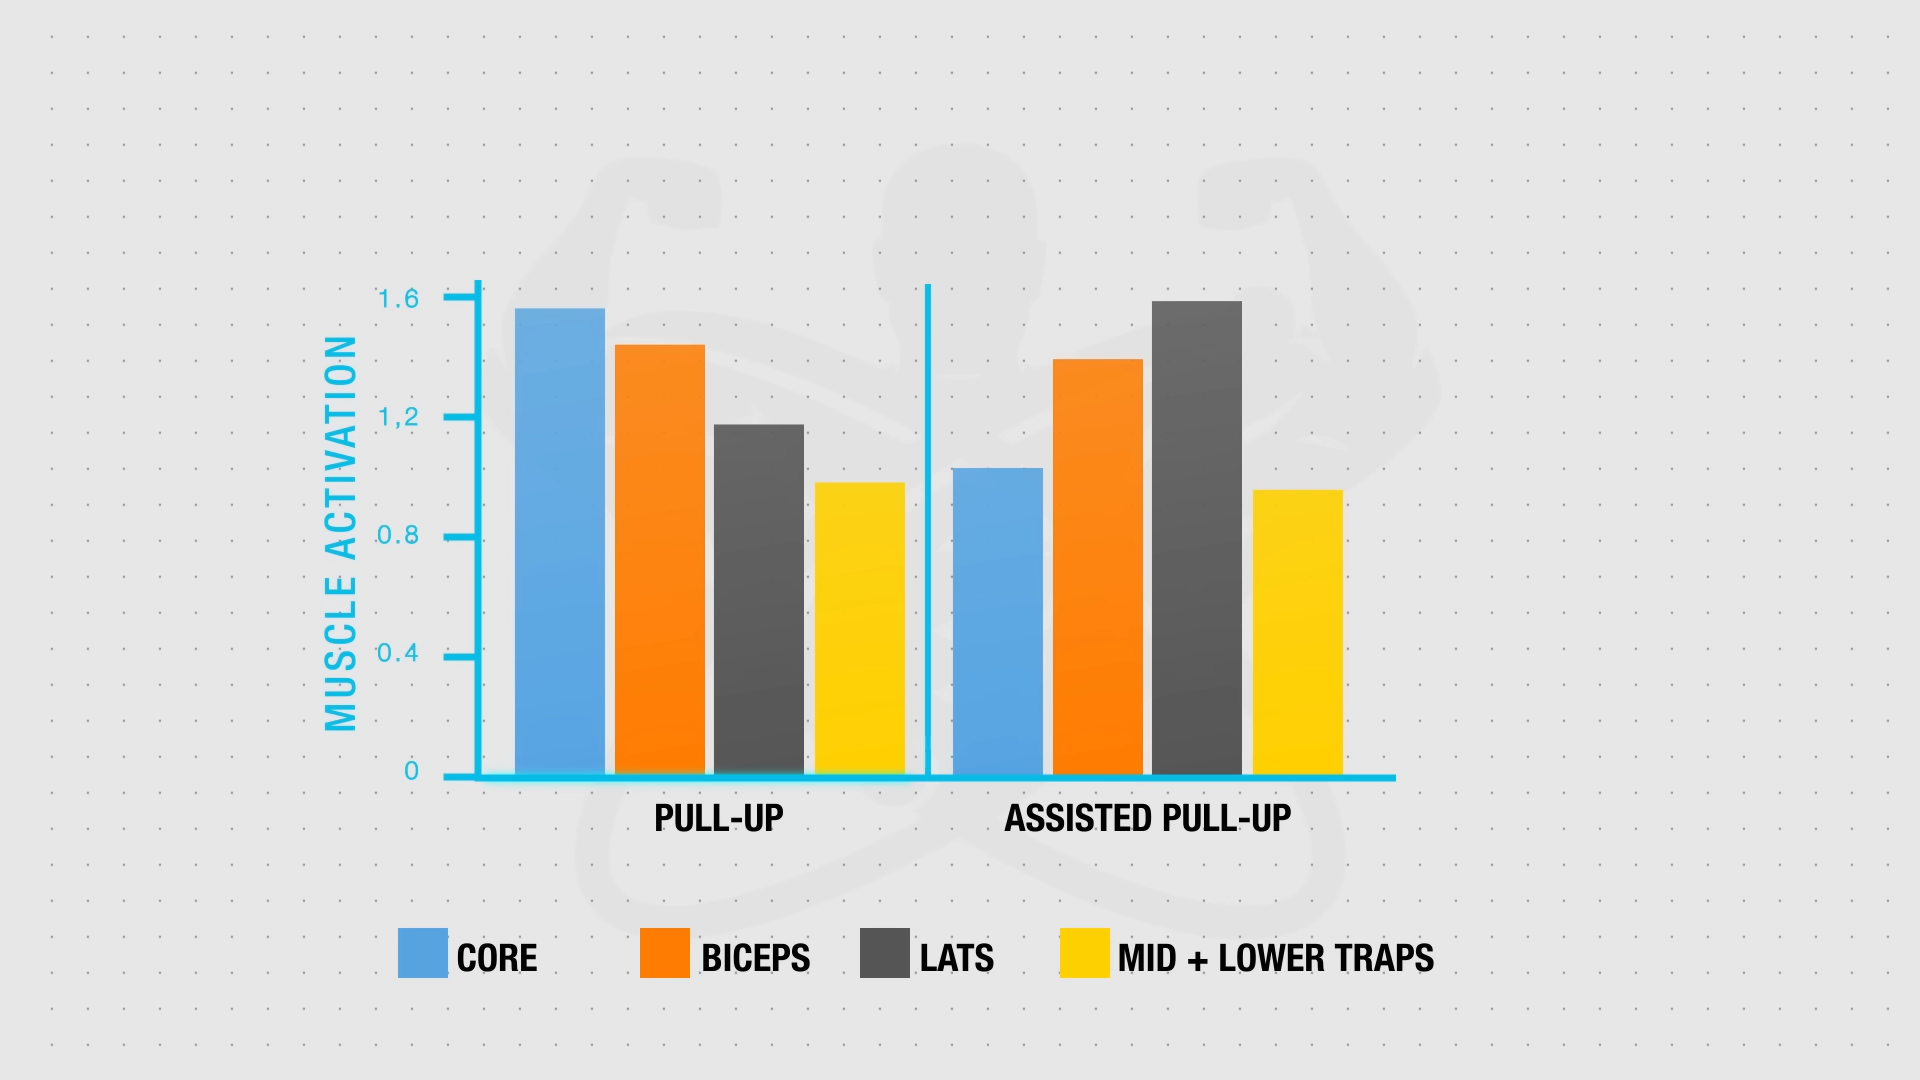 MUSCLE ACTIVATION
1.6
1,2
0.8
0.4
0
PULL-UP
ASSISTED PULL-UP
CORE
BICEPS
LATS
MID + LOWER TRAPS